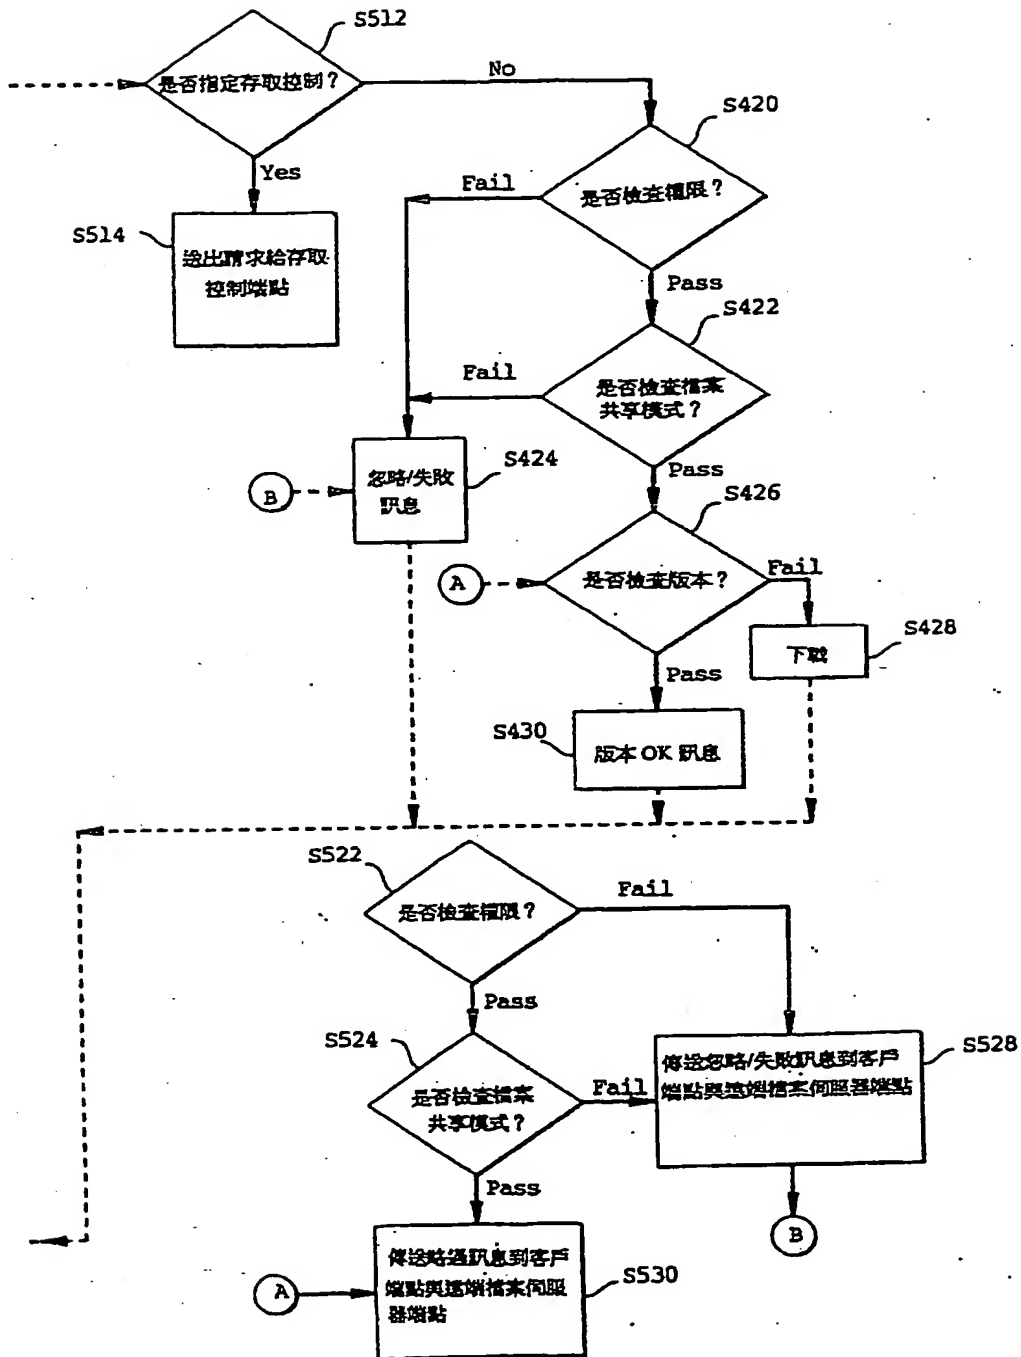 S512
是否指定存取控制？
No
Yes
S420
是否檢查權限？
Fail
Pass
S514
送出請求給存取
控制端點
S422
是否檢查檔案
共享模式？
Fail
Pass
S424
忽略/失敗
訊息
B
S426
是否檢查版本？
A
Fail
Pass
S428
下載
S430
版本 OK 訊息
S522
是否檢查權限？
Fail
Pass
S524
是否檢查檔案
共享模式？
Fail
Pass
S528
傳送忽略/失敗訊息到客戶
端點與遠端檔案伺服器端點
B
A
傳送略過訊息到客戶
端點與遠端檔案伺服
器端點
S530